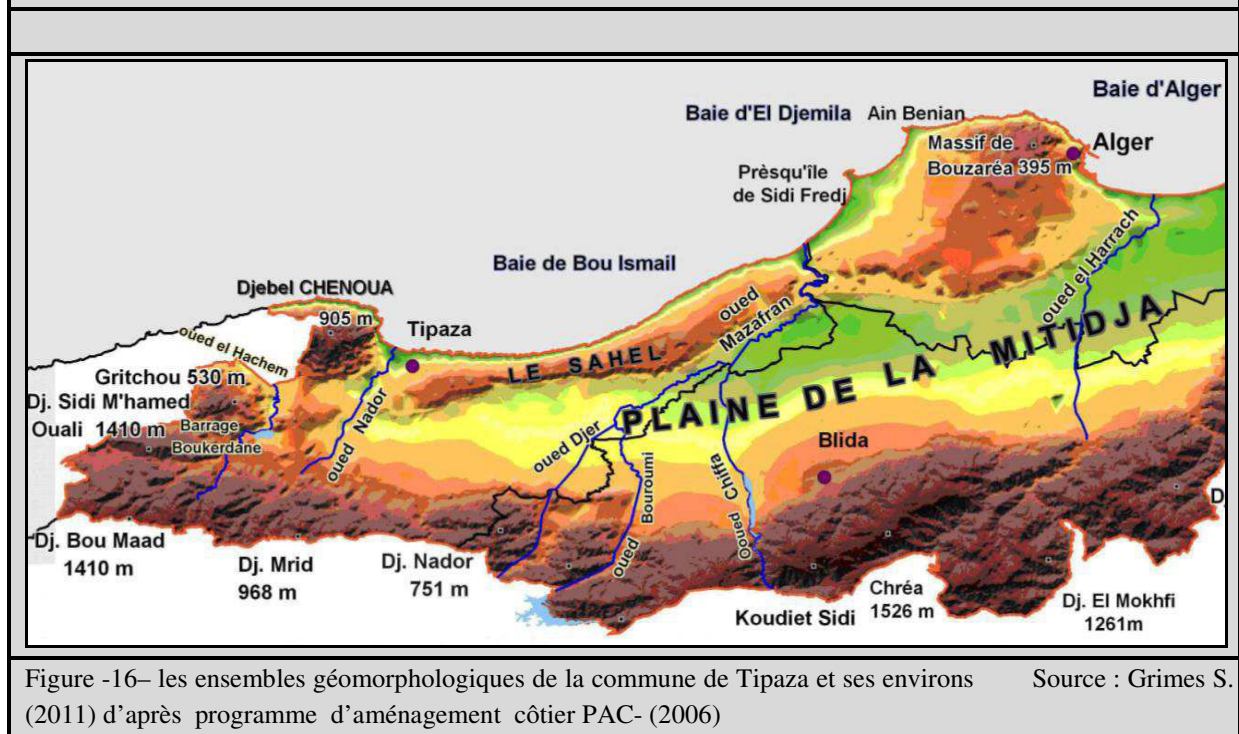 Baie d'Alger
Baie d'El Djemila
Ain Benian
Massif de
Bouzaréa 395 m
Alger
Prèsqu'île
de Sidi Fredj
Baie de Bou Ismail
oued el Harrach
Djebel CHENOUA
905 m
Tipaza
oued
Mazafran
oued el Hachem
LE SAHEL
PLAINE DE LA MITIDJA
Gritchou 530 m
Dj. Sidi M'hamed
Ouali 1410 m
Barrage
Boukerdane
oued Nador
oued Djer
oued Bouroumi
Ooued Chiffa
Blida
D
Dj. Bou Maad
1410 m
Dj. Mrid
968 m
Dj. Nador
751 m
Koudiet Sidi
Chréa
1526 m
Dj. El Mokhfi
1261m
Figure -16– les ensembles géomorphologiques de la commune de Tipaza et ses environs Source : Grimes S.
(2011) d’après programme d’aménagement côtier PAC- (2006)